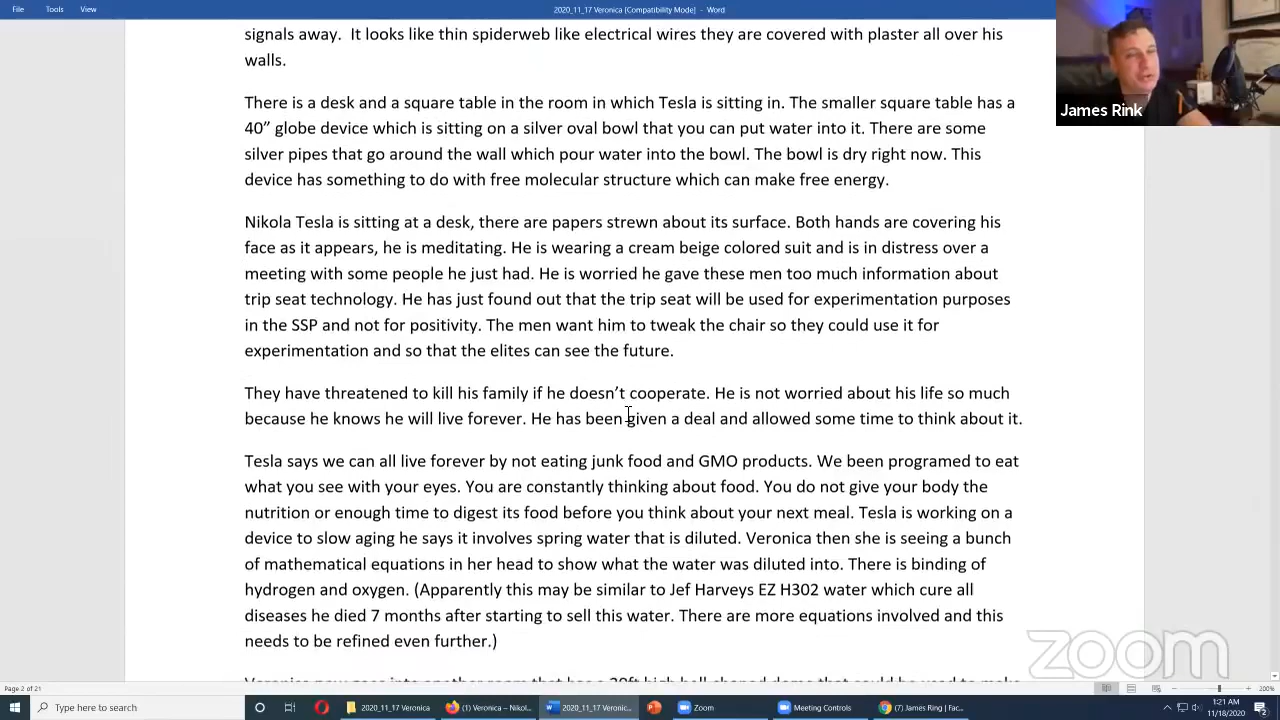 File Tools View 2020_11_17 Veronica [Compatibility Mode] - Word
signals away. It looks like thin spiderweb like electrical wires they are covered with plaster all over his
walls.
James Rink
There is a desk and a square table in the room in which Tesla is sitting in. The smaller square table has a
40” globe device which is sitting on a silver oval bowl that you can put water into it. There are some
silver pipes that go around the wall which pour water into the bowl. The bowl is dry right now. This
device has something to do with free molecular structure which can make free energy.
Nikola Tesla is sitting at a desk, there are papers strewn about its surface. Both hands are covering his
face as it appears, he is meditating. He is wearing a cream beige colored suit and is in distress over a
meeting with some people he just had. He is worried he gave these men too much information about
trip seat technology. He has just found out that the trip seat will be used for experimentation purposes
in the SSP and not for positivity. The men want him to tweak the chair so they could use it for
experimentation and so that the elites can see the future.
They have threatened to kill his family if he doesn’t cooperate. He is not worried about his life so much
because he knows he will live forever. He has been given a deal and allowed some time to think about it.
Tesla says we can all live forever by not eating junk food and GMO products. We been programed to eat
what you see with your eyes. You are constantly thinking about food. You do not give your body the
nutrition or enough time to digest its food before you think about your next meal. Tesla is working on a
device to slow aging he says it involves spring water that is diluted. Veronica then she is seeing a bunch
of mathematical equations in her head to show what the water was diluted into. There is binding of
hydrogen and oxygen. (Apparently this may be similar to Jef Harveys EZ H302 water which cure all
diseases he died 7 months after starting to sell this water. There are more equations involved and this
needs to be refined even further.)
zoom
Page 2 of 21 200%
Type here to search 2020_11_17 Veronica (1) Veronica – Nikol... 2020_11_17 Veronic... Zoom Meeting Controls (7) James Ring | Fac... 1:21 AM
11/18/2020 2